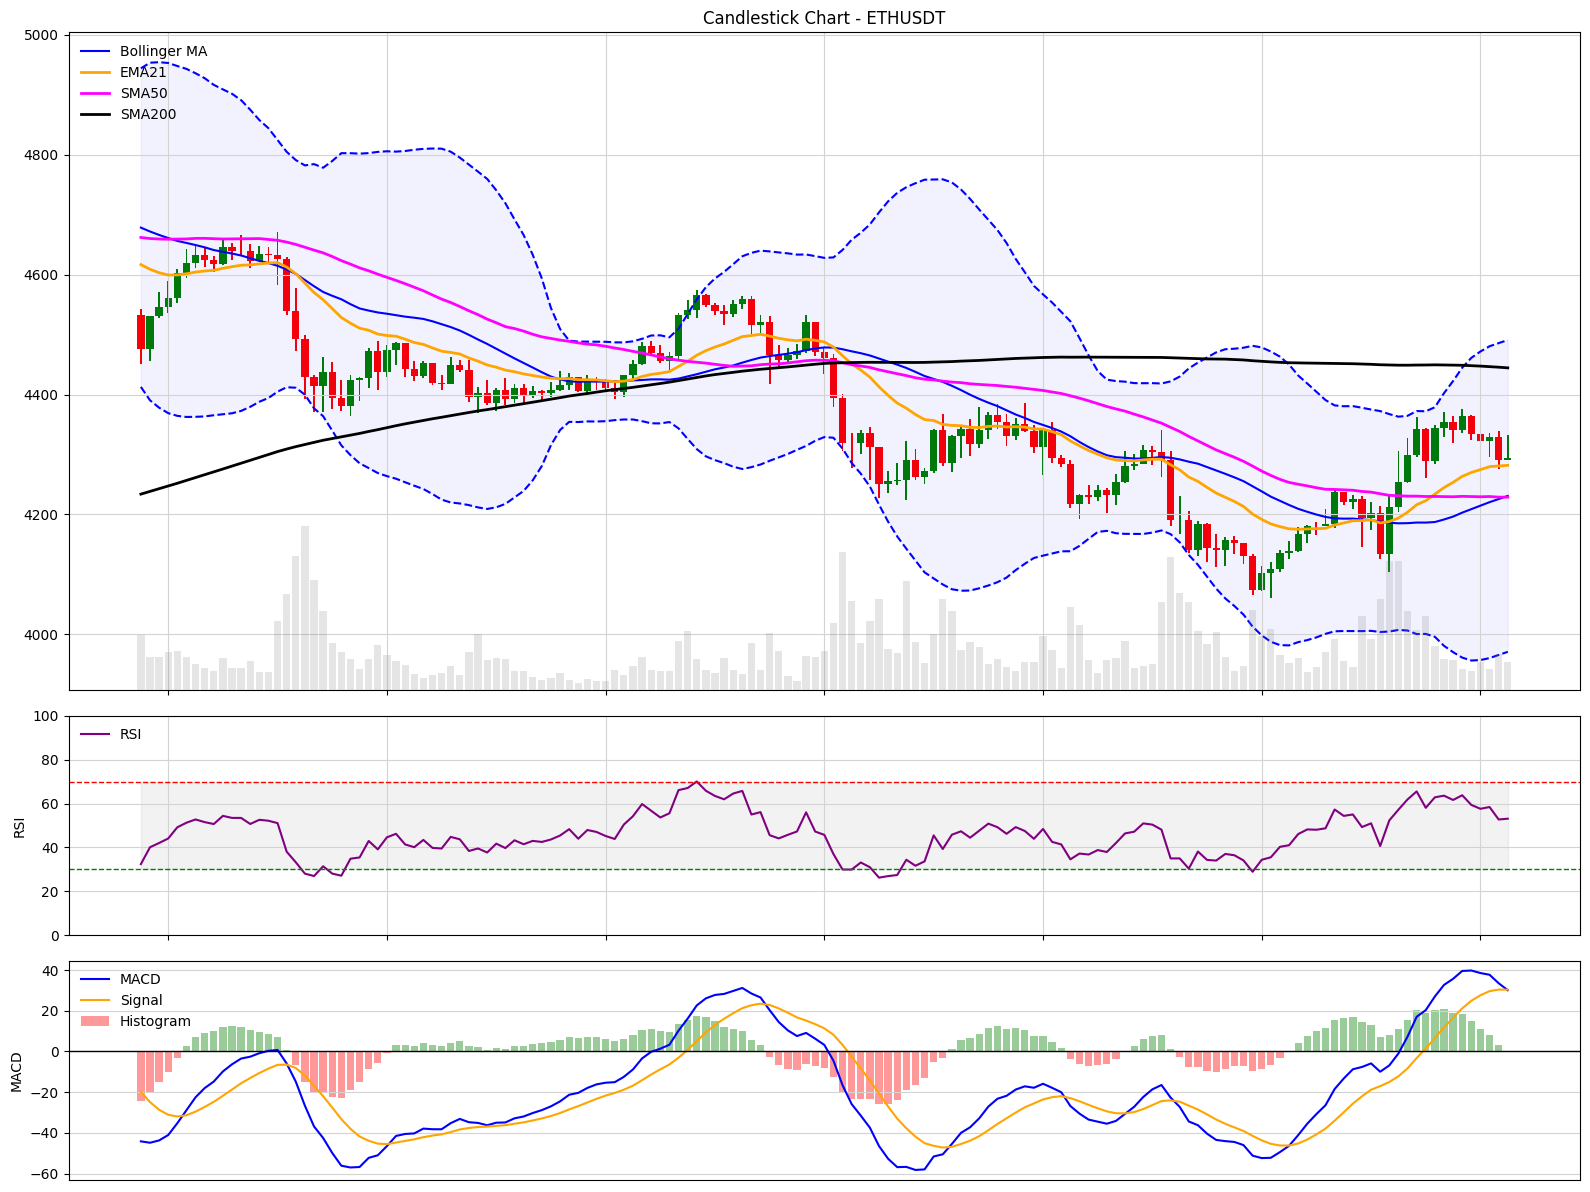 Candlestick Chart - ETHUSDT
5000
4800
4600
4400
4200
4000
Bollinger MA
EMA21
SMA50
SMA200
100
80
60
40
20
0
RSI
RSI
40
20
0
−20
−40
−60
MACD
MACD
Signal
Histogram